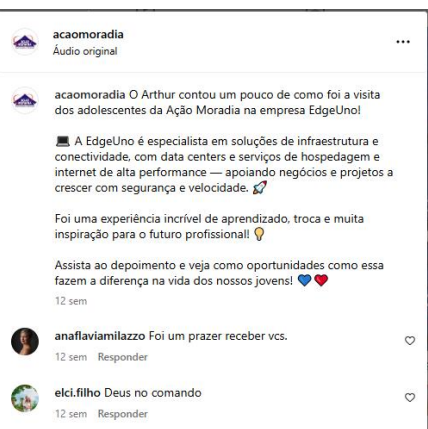 acaomoradia
Áudio original
acaomoradia O Arthur contou um pouco de como foi a visita
dos adolescentes da Ação Moradia na empresa EdgeUno!
💻 A EdgeUno é especialista em soluções de infraestrutura e
conectividade, com data centers e serviços de hospedagem e
internet de alta performance — apoiando negócios e projetos a
crescer com segurança e velocidade. 🚀
Foi uma experiência incrível de aprendizado, troca e muita
inspiração para o futuro profissional! 💡
Assista ao depoimento e veja como oportunidades como essa
fazem a diferença na vida dos nossos jovens! 💙❤️
12 sem
anaflaviamilazzo Foi um prazer receber vcs.
12 sem Responder
elci.filho Deus no comando
12 sem Responder